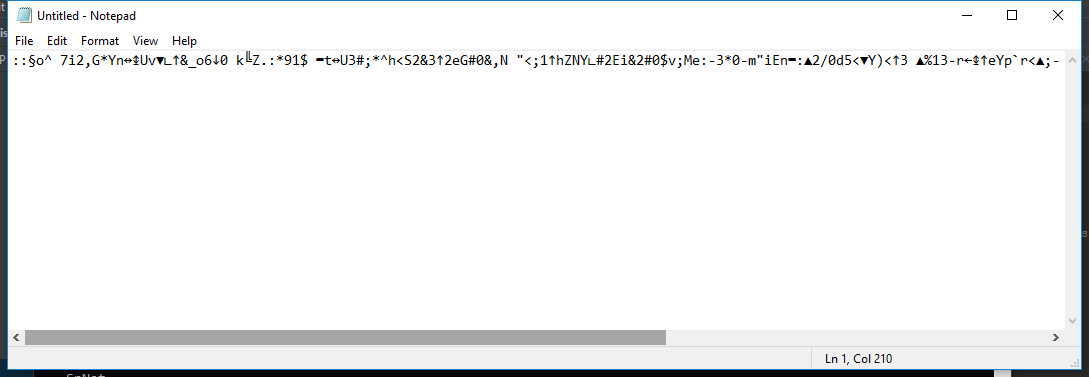 Untitled - Notepad
File Edit Format View Help
::§o^ 7i2,G*Yn↔↨Uv▼∟↑&_o6↓0 k╚Z.:*91$ ▬t↔U3#;*^h<S2&3↑2eG#0&,N "<;1↑hZNY∟#2Ei&2#0$v;Me:-3*0-m"iEn▬:▲2/0d5<▼Y)<↑3 ▲%13-r←↨↑eYp`r<▲;-
Ln 1, Col 210